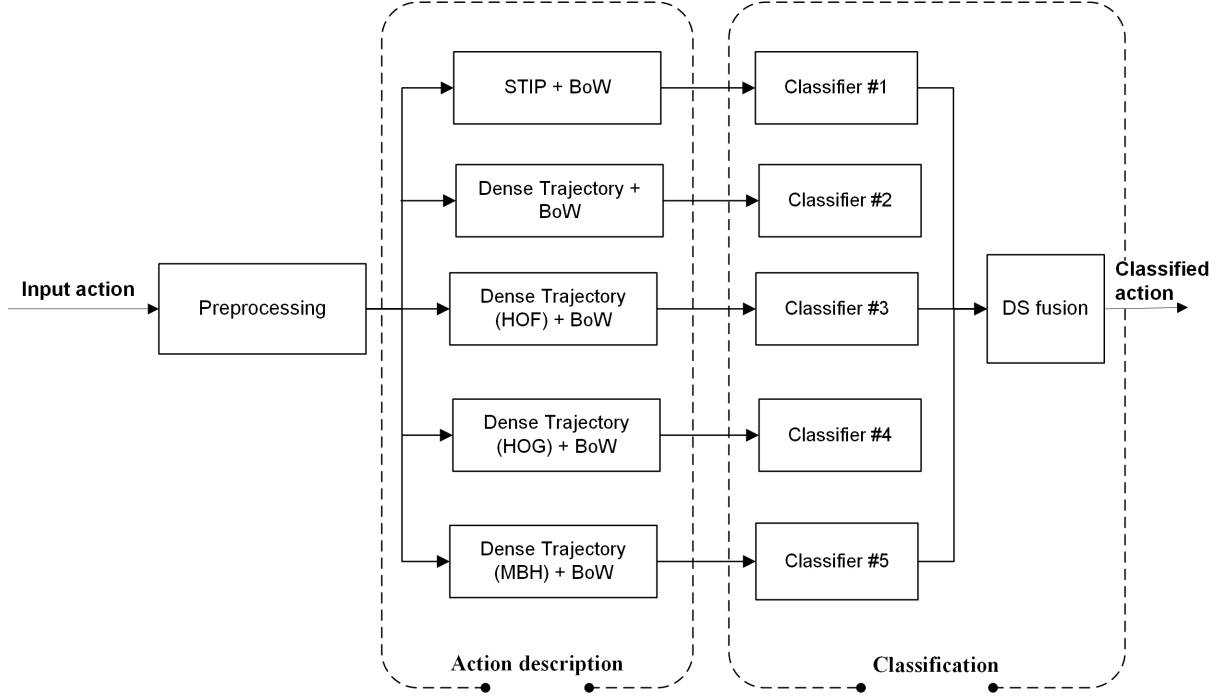 STIP + BoW
Classifier #1
Dense Trajectory +
BoW
Classifier #2
Input action
Preprocessing
Dense Trajectory
(HOF) + BoW
Classifier #3
DS fusion
Classified
action
Dense Trajectory
(HOG) + BoW
Classifier #4
Dense Trajectory
(MBH) + BoW
Classifier #5
Action description
Classification